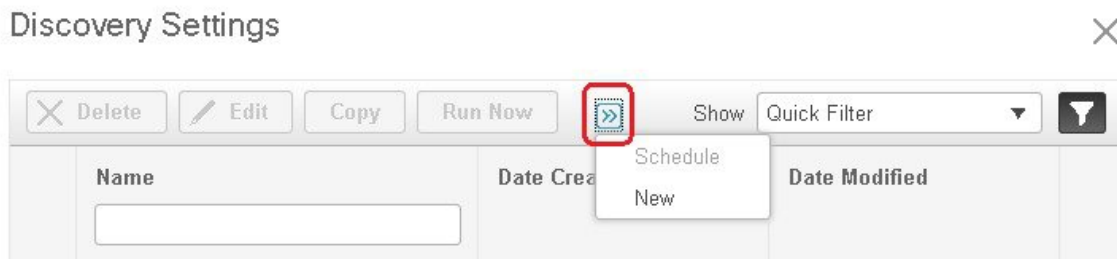 Discovery Settings
Delete Edit Copy Run Now Show Quick Filter
Schedule
Name Date Crea Date Modified
New